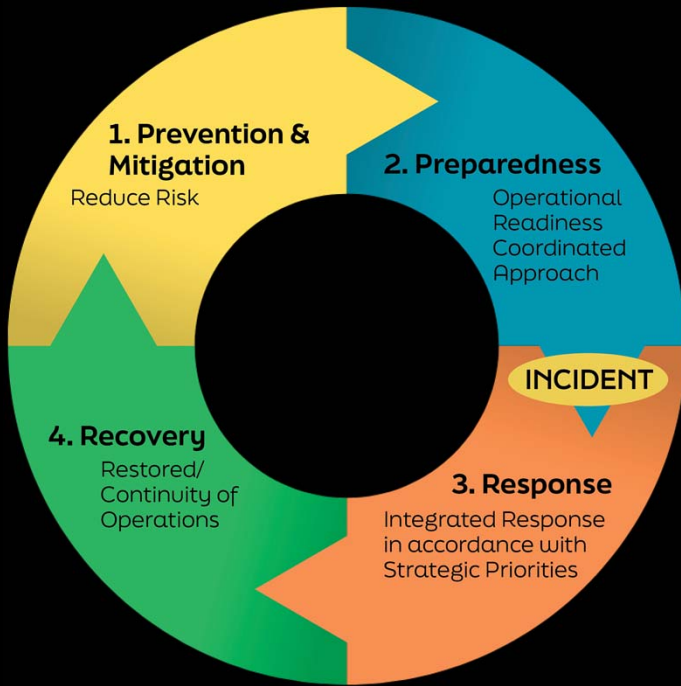 1. Prevention &
Mitigation
Reduce Risk
2. Preparedness
Operational
Readiness
Coordinated
Approach
INCIDENT
3. Response
Integrated Response
in accordance with
Strategic Priorities
4. Recovery
Restored/
Continuity of
Operations